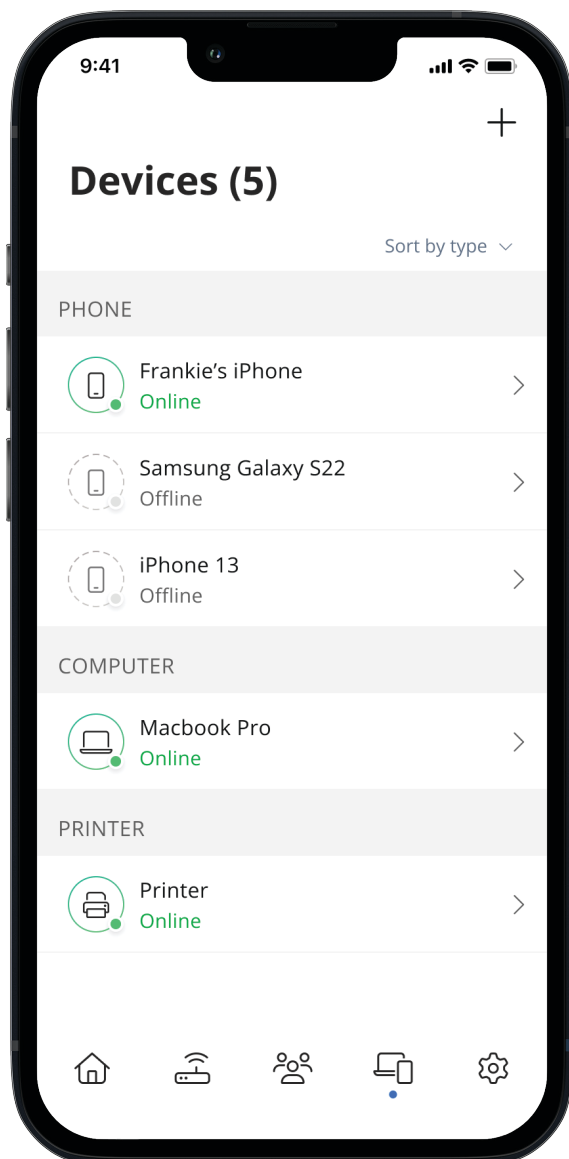 9:41
Devices (5)
Sort by type
PHONE
Frankie’s iPhone
Online
Samsung Galaxy S22
Offline
iPhone 13
Offline
COMPUTER
Macbook Pro
Online
PRINTER
Printer
Online